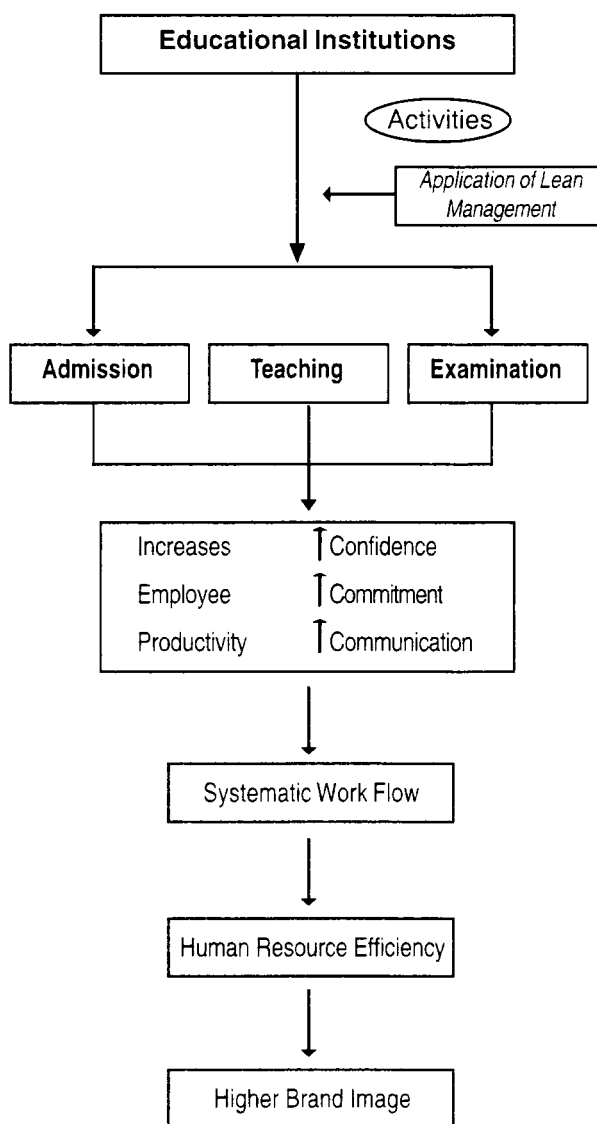 Educational Institutions
Activities
Application of Lean
Management
Admission
Teaching
Examination
Increases ↑ Confidence
Employee ↑ Commitment
Productivity ↑ Communication
Systematic Work Flow
Human Resource Efficiency
Higher Brand Image